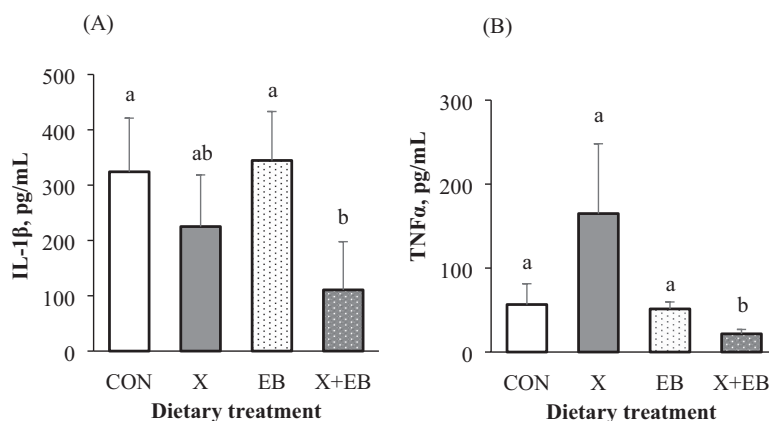 (A)
IL-1β, pg/mL
500
400
300
200
100
0
a
ab
a
b
CON X EB X+EB
Dietary treatment
(B)
TNFα, pg/mL
300
200
100
0
a
a
a
b
CON X EB X+EB
Dietary treatment